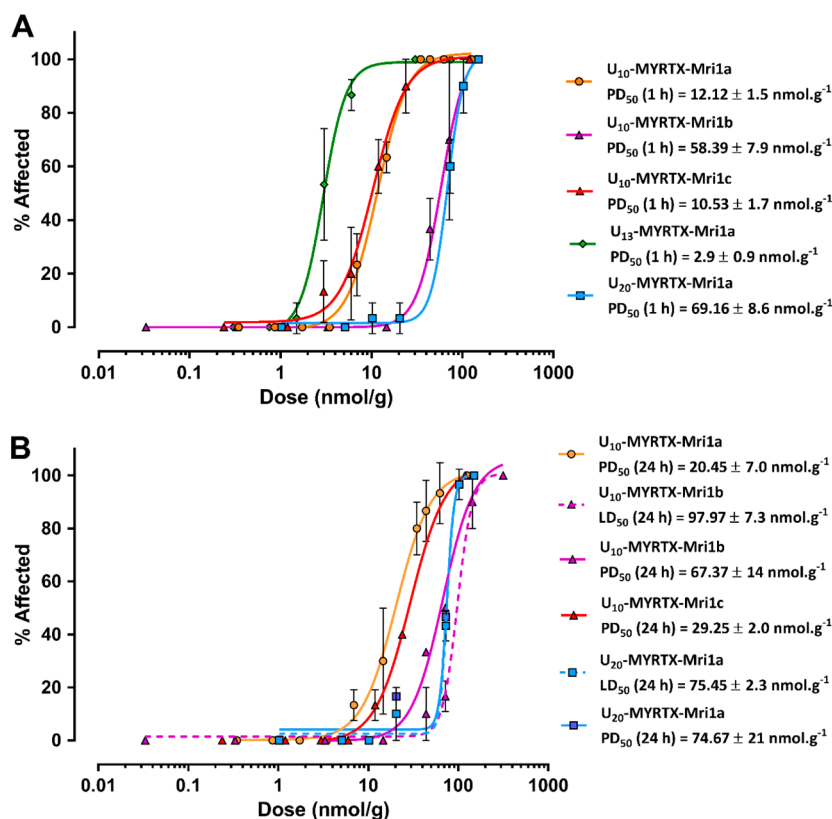 A
% Affected
100
80
60
40
20
0
0.01 0.1 1 10 100 1000
Dose (nmol/g)
U₁₀-MYRTX-Mri1a
PD₅₀ (1 h) = 12.12 ± 1.5 nmol.g⁻¹
U₁₀-MYRTX-Mri1b
PD₅₀ (1 h) = 58.39 ± 7.9 nmol.g⁻¹
U₁₀-MYRTX-Mri1c
PD₅₀ (1 h) = 10.53 ± 1.7 nmol.g⁻¹
U₁₃-MYRTX-Mri1a
PD₅₀ (1 h) = 2.9 ± 0.9 nmol.g⁻¹
U₂₀-MYRTX-Mri1a
PD₅₀ (1 h) = 69.16 ± 8.6 nmol.g⁻¹
B
% Affected
100
80
60
40
20
0
0.01 0.1 1 10 100 1000
Dose (nmol/g)
U₁₀-MYRTX-Mri1a
PD₅₀ (24 h) = 20.45 ± 7.0 nmol.g⁻¹
U₁₀-MYRTX-Mri1b
LD₅₀ (24 h) = 97.97 ± 7.3 nmol.g⁻¹
U₁₀-MYRTX-Mri1b
PD₅₀ (24 h) = 67.37 ± 14 nmol.g⁻¹
U₁₀-MYRTX-Mri1c
PD₅₀ (24 h) = 29.25 ± 2.0 nmol.g⁻¹
U₂₀-MYRTX-Mri1a
LD₅₀ (24 h) = 75.45 ± 2.3 nmol.g⁻¹
U₂₀-MYRTX-Mri1a
PD₅₀ (24 h) = 74.67 ± 21 nmol.g⁻¹